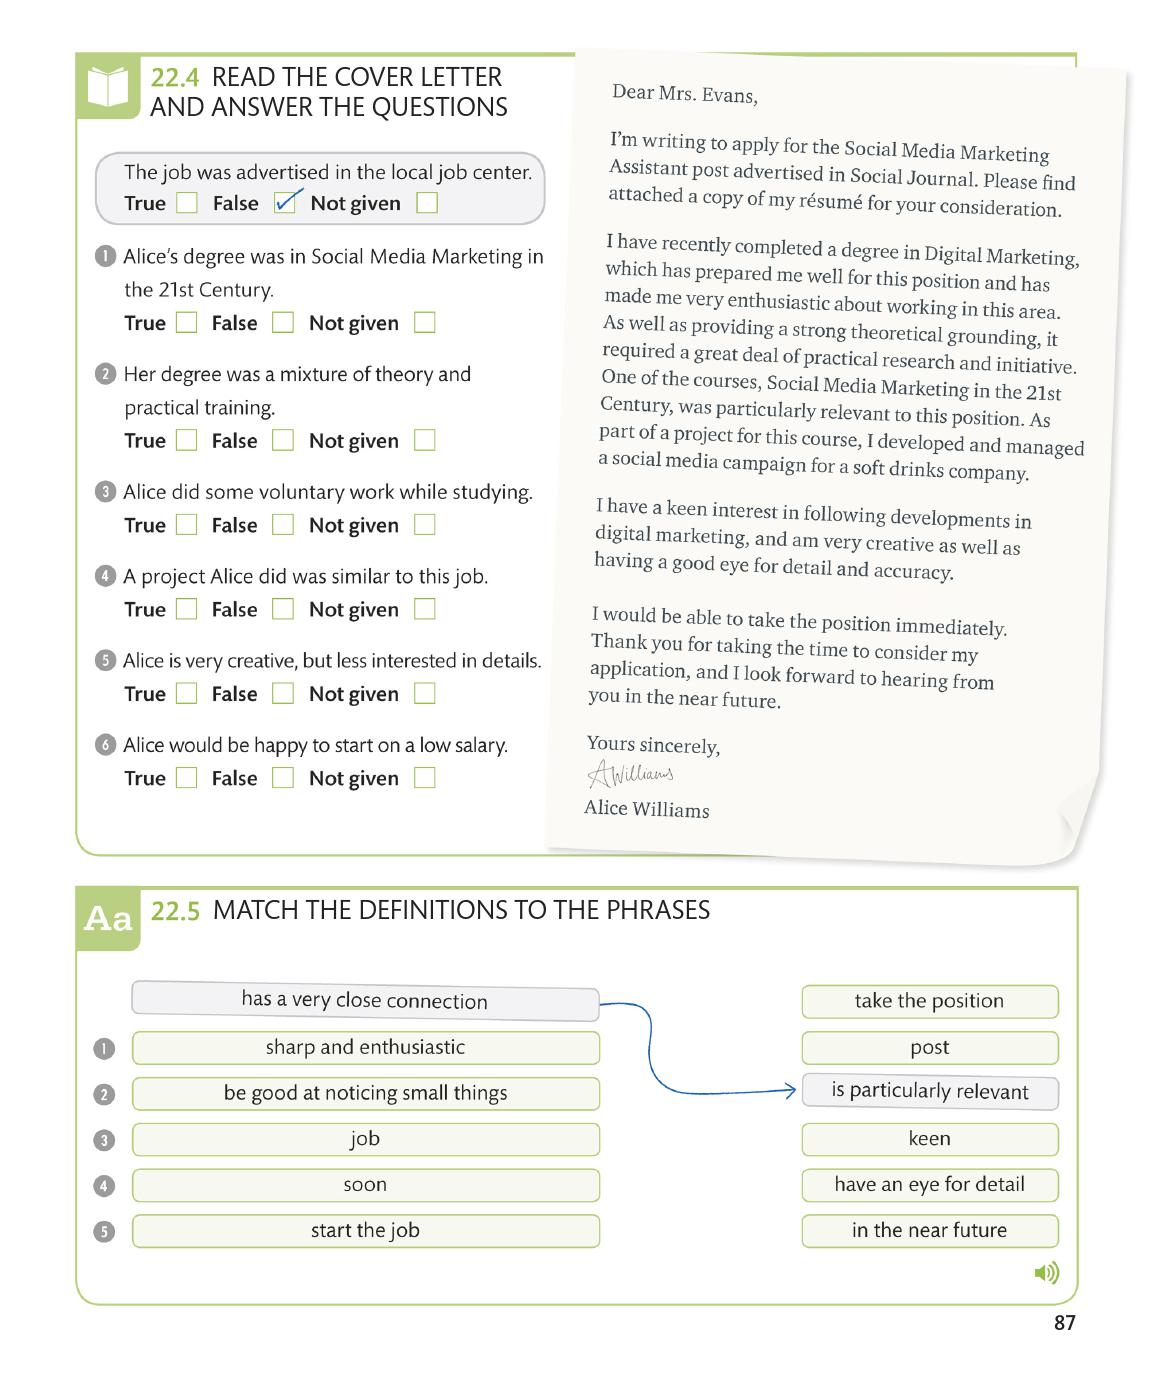 22.4 READ THE COVER LETTER
AND ANSWER THE QUESTIONS
The job was advertised in the local job center.
True False Not given
1 Alice's degree was in Social Media Marketing in
the 21st Century.
True False Not given
2 Her degree was a mixture of theory and
practical training.
True False Not given
3 Alice did some voluntary work while studying.
True False Not given
4 A project Alice did was similar to this job.
True False Not given
5 Alice is very creative, but less interested in details.
True False Not given
6 Alice would be happy to start on a low salary.
True False Not given
Dear Mrs. Evans,
I'm writing to apply for the Social Media Marketing
Assistant post advertised in Social Journal. Please find
attached a copy of my résumé for your consideration.
I have recently completed a degree in Digital Marketing,
which has prepared me well for this position and has
made me very enthusiastic about working in this area.
As well as providing a strong theoretical grounding, it
required a great deal of practical research and initiative.
One of the courses, Social Media Marketing in the 21st
Century, was particularly relevant to this position. As
part of a project for this course, I developed and managed
a social media campaign for a soft drinks company.
I have a keen interest in following developments in
digital marketing, and am very creative as well as
having a good eye for detail and accuracy.
I would be able to take the position immediately.
Thank you for taking the time to consider my
application, and I look forward to hearing from
you in the near future.
Yours sincerely,
AWilliams
Alice Williams
Aa 22.5 MATCH THE DEFINITIONS TO THE PHRASES
has a very close connection
1 sharp and enthusiastic
2 be good at noticing small things
3 job
4 soon
5 start the job
take the position
post
is particularly relevant
keen
have an eye for detail
in the near future
87